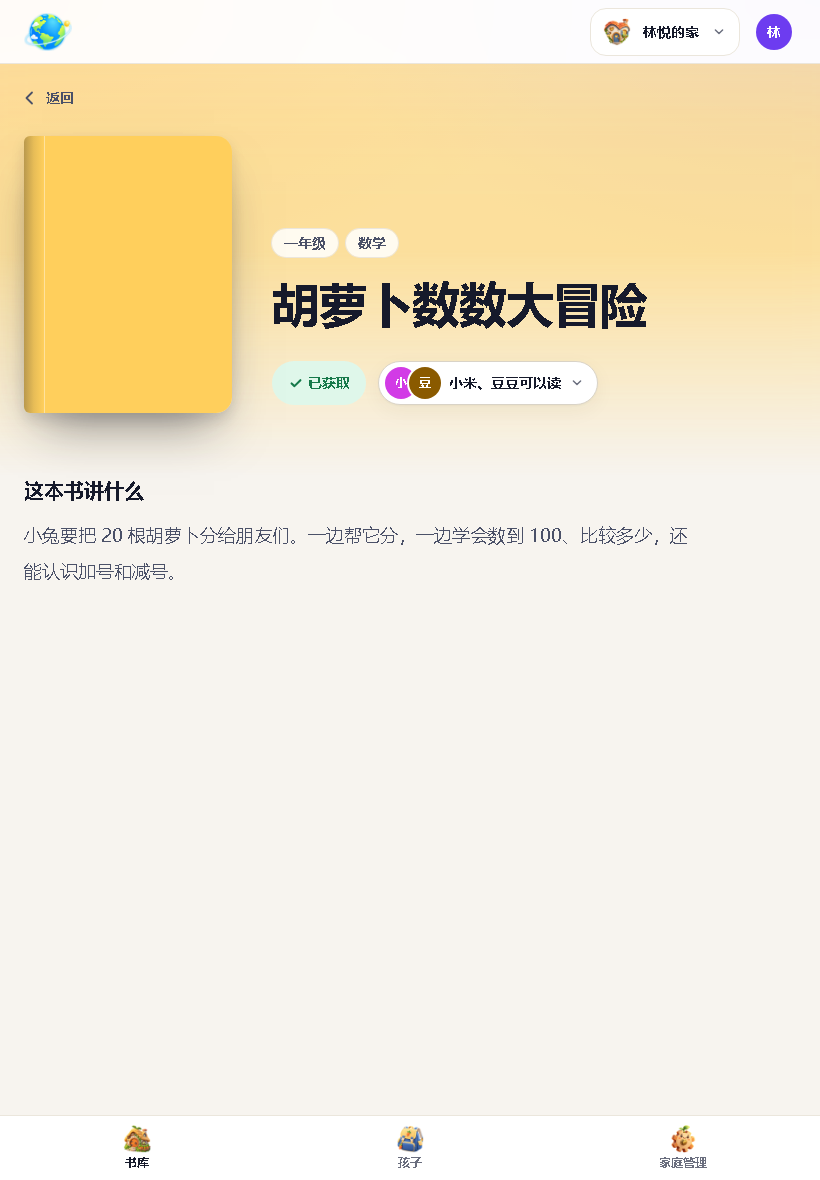 林悦的家
林
返回
一年级
数学
胡萝卜数数大冒险
已获取
小
豆
小米、豆豆可以读
这本书讲什么
小兔要把 20 根胡萝卜分给朋友们。一边帮它分，一边学会数到 100、比较多少，还
能认识加号和减号。
书库
孩子
家庭管理